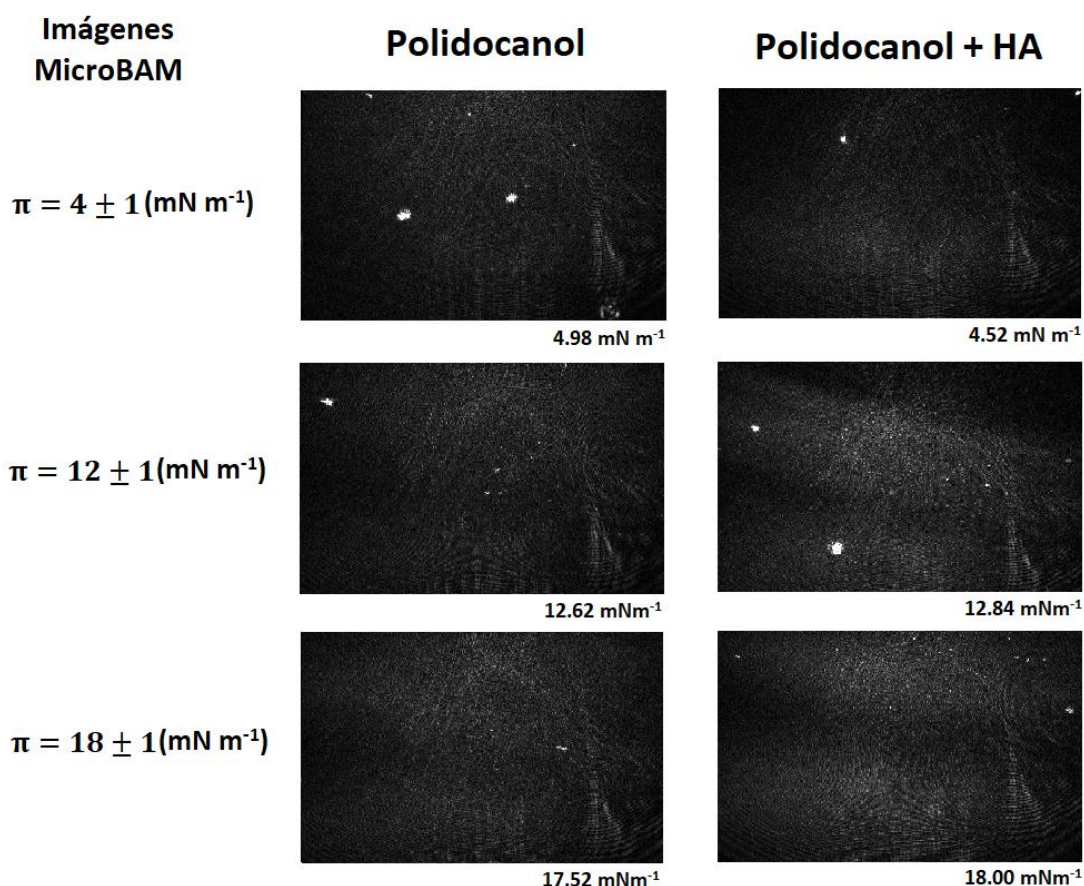 Imágenes
MicroBAM
Polidocanol
Polidocanol + HA
π = 4 ± 1 (mN m⁻¹)
4.98 mN m⁻¹
4.52 mN m⁻¹
π = 12 ± 1(mN m⁻¹)
12.62 mNm⁻¹
12.84 mNm⁻¹
π = 18 ± 1(mN m⁻¹)
17.52 mNm⁻¹
18.00 mNm⁻¹